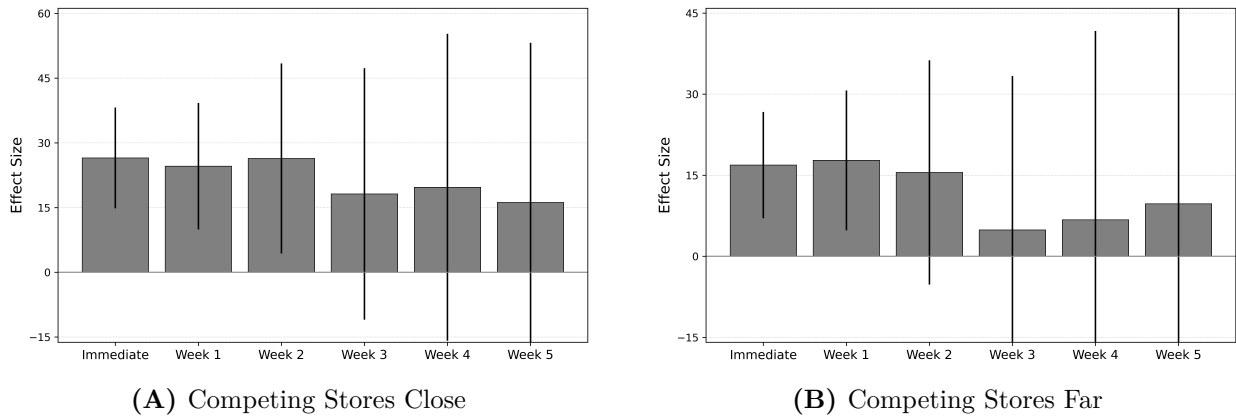 60
45
30
15
0
−15
Effect Size
Immediate Week 1 Week 2 Week 3 Week 4 Week 5
(A) Competing Stores Close
45
30
15
0
−15
Effect Size
Immediate Week 1 Week 2 Week 3 Week 4 Week 5
(B) Competing Stores Far